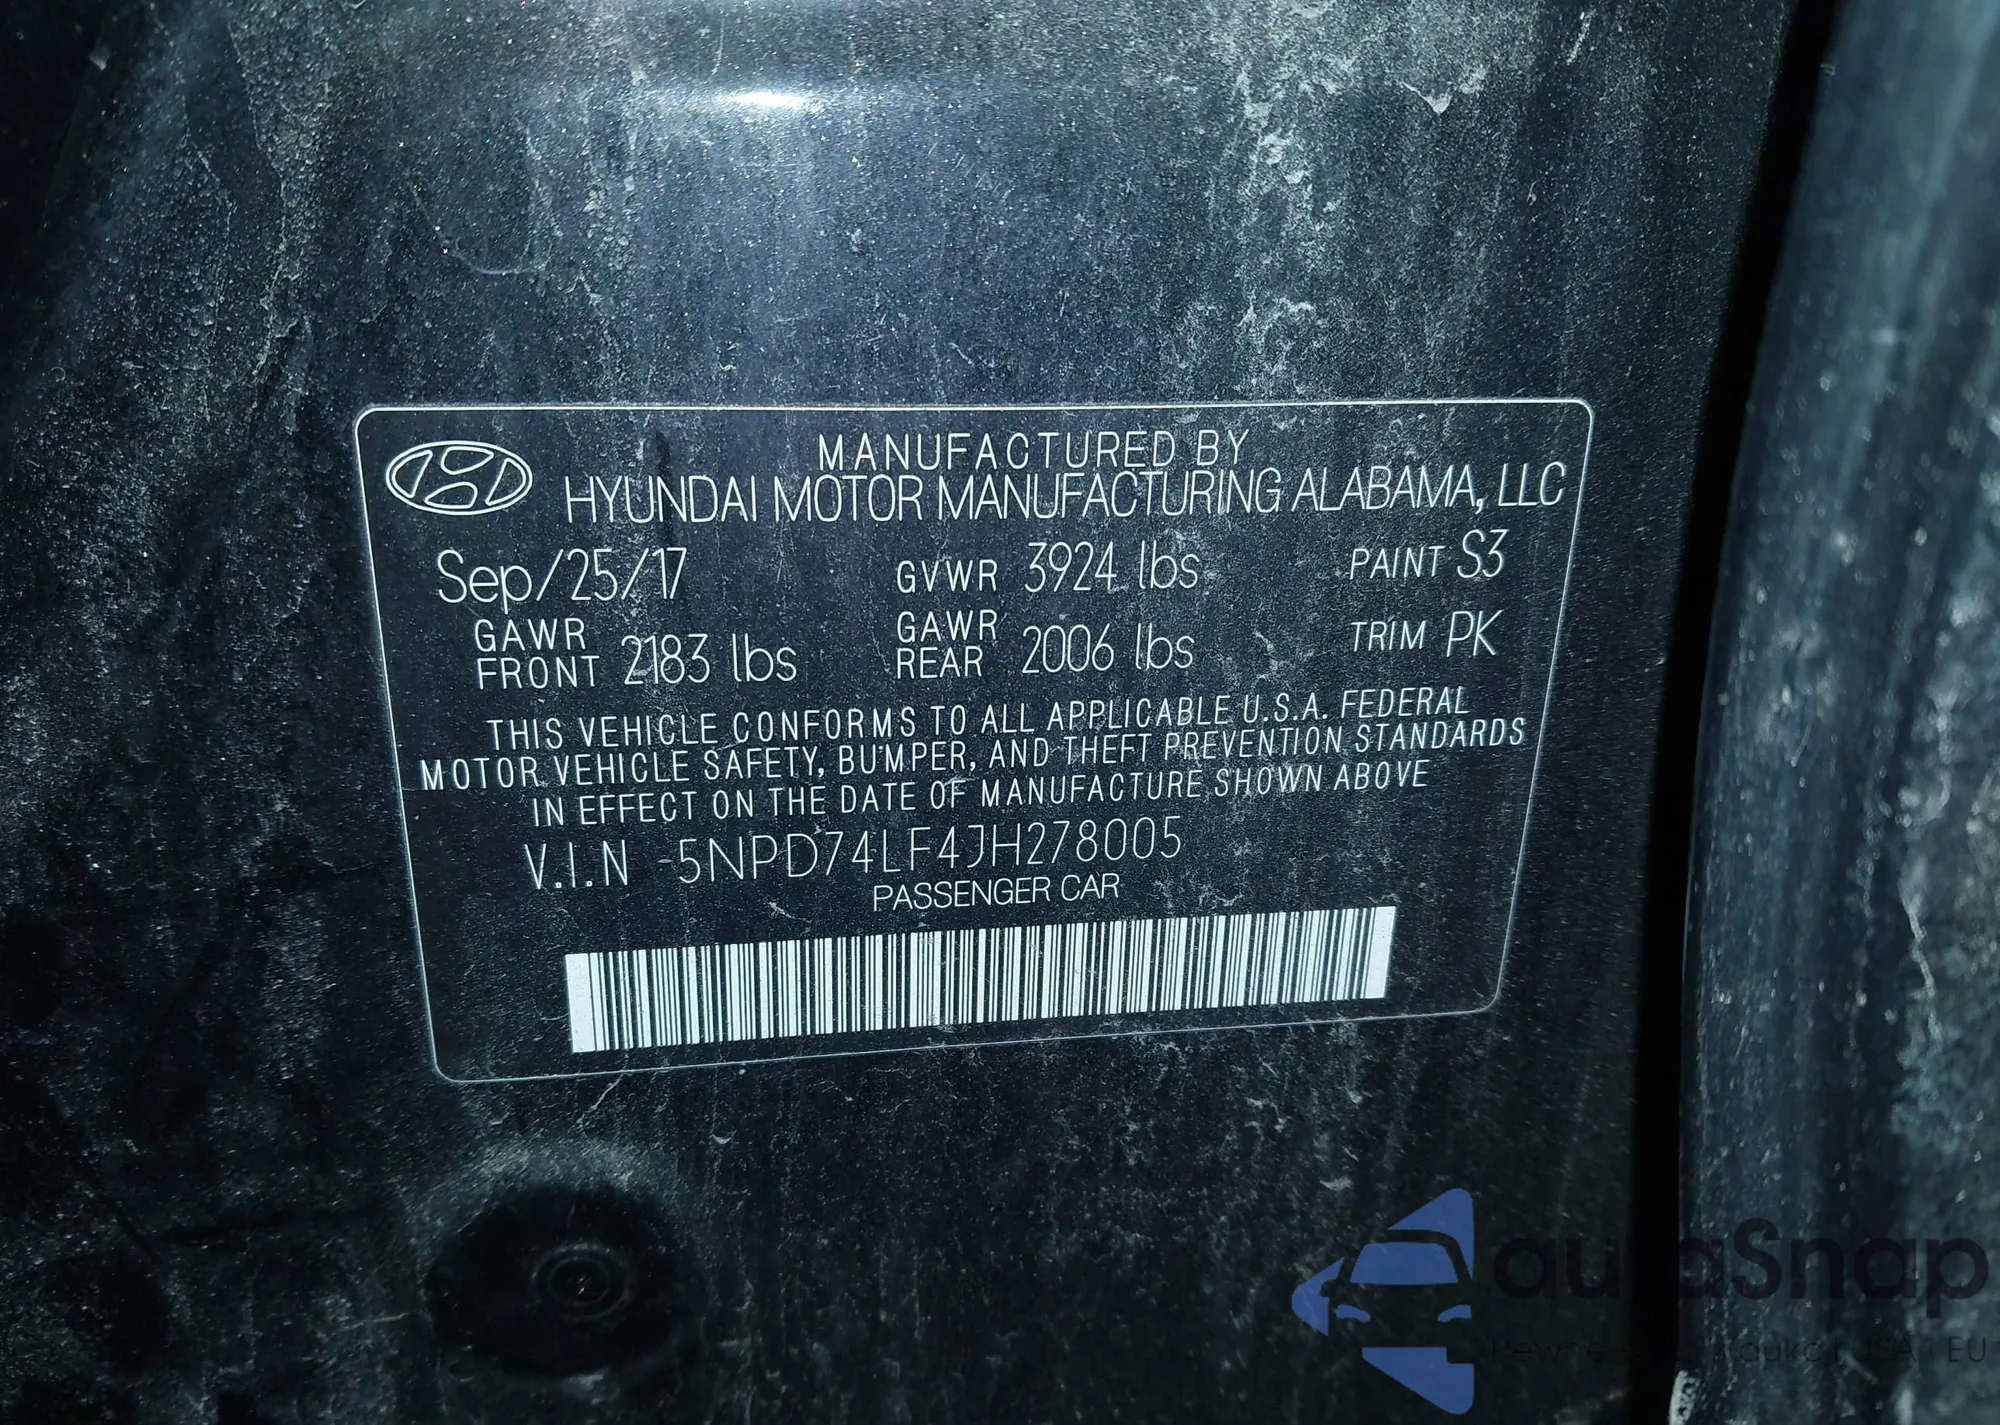 MANUFACTURED BY
HYUNDAI MOTOR MANUFACTURING ALABAMA, LLC
Sep/25/17 GVWR 3924 lbs PAINT S3
GAWR FRONT 2183 lbs GAWR REAR 2006 lbs TRIM PK
THIS VEHICLE CONFORMS TO ALL APPLICABLE U.S.A. FEDERAL
MOTOR VEHICLE SAFETY, BUMPER, AND THEFT PREVENTION STANDARDS
IN EFFECT ON THE DATE OF MANUFACTURE SHOWN ABOVE
V.I.N 5NPD74LF4JH278005
PASSENGER CAR
USA EU